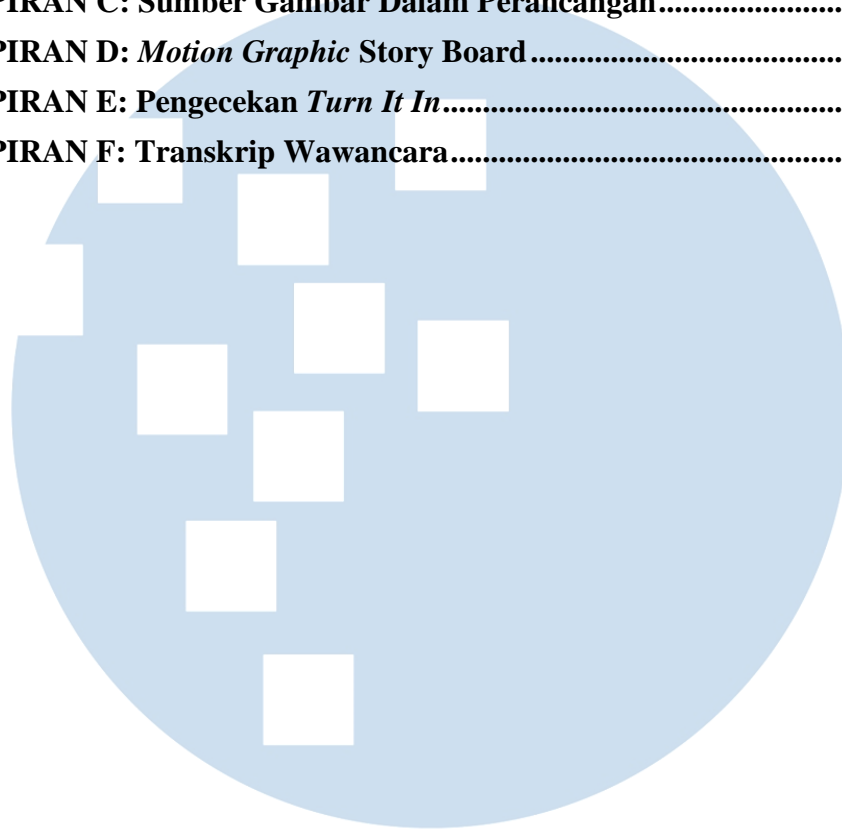 PIRAN C: Sumber Gambar Dalam Perancangan.......................
PIRAN D: Motion Graphic Story Board.............................................
PIRAN E: Pengecekan Turn It In..........................................................
PIRAN F: Transkrip Wawancara.........................................................